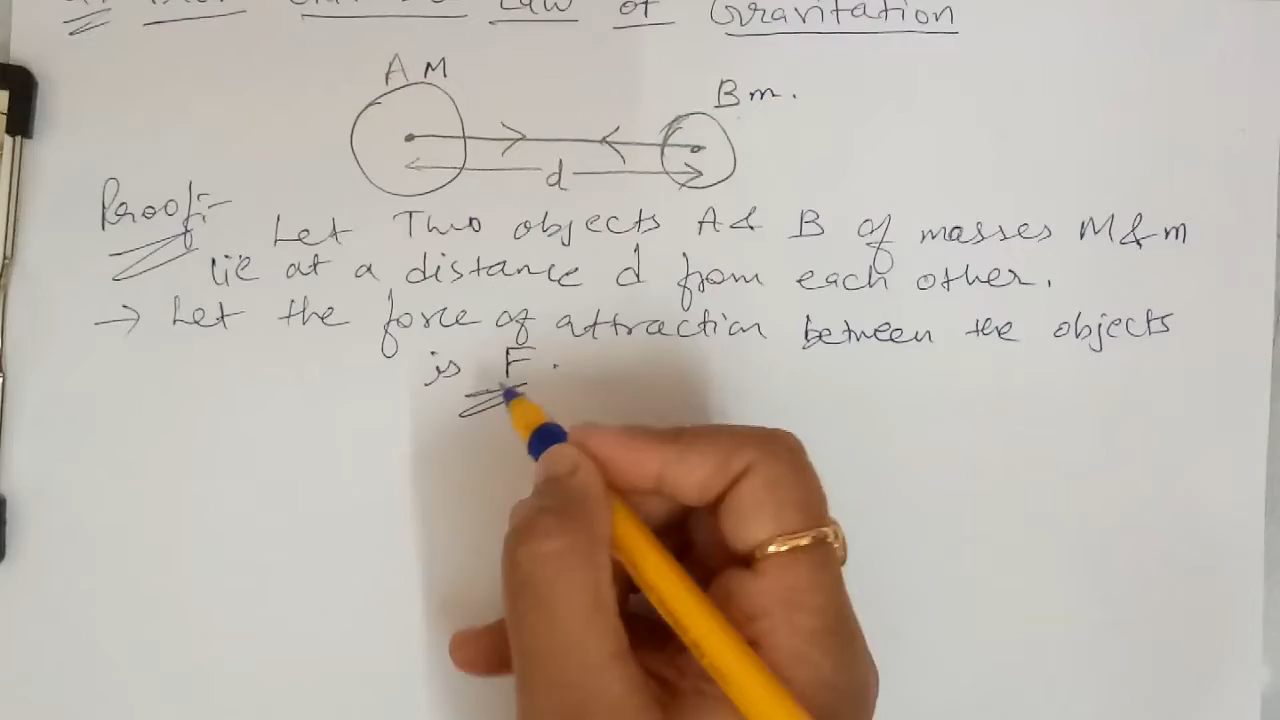 Law of Gravitation
A M
B m.
d
Proof:-
Let Two objects A & B of masses M & m
lie at a distance d from each other.
→ Let the force of attraction between the objects
is F.